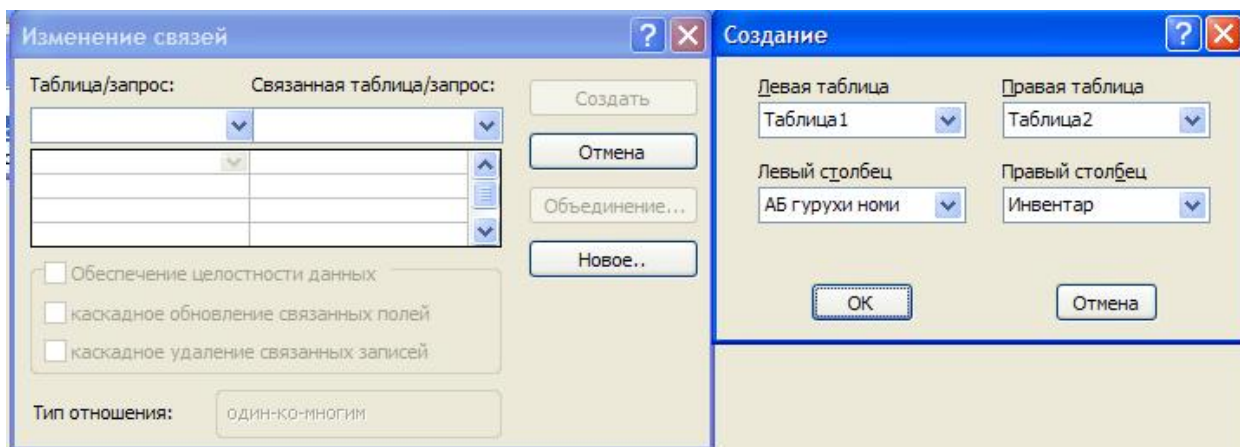 Изменение связей
Таблица/запрос: Связанная таблица/запрос:
Создать
Отмена
Объединение...
Новое..
Обеспечение целостности данных
каскадное обновление связанных полей
каскадное удаление связанных записей
Тип отношения: один-ко-многим
Создание
Левая таблица Правая таблица
Таблица1 Таблица2
Левый столбец Правый столбец
АБ гурухи номи Инвентар
ОК Отмена